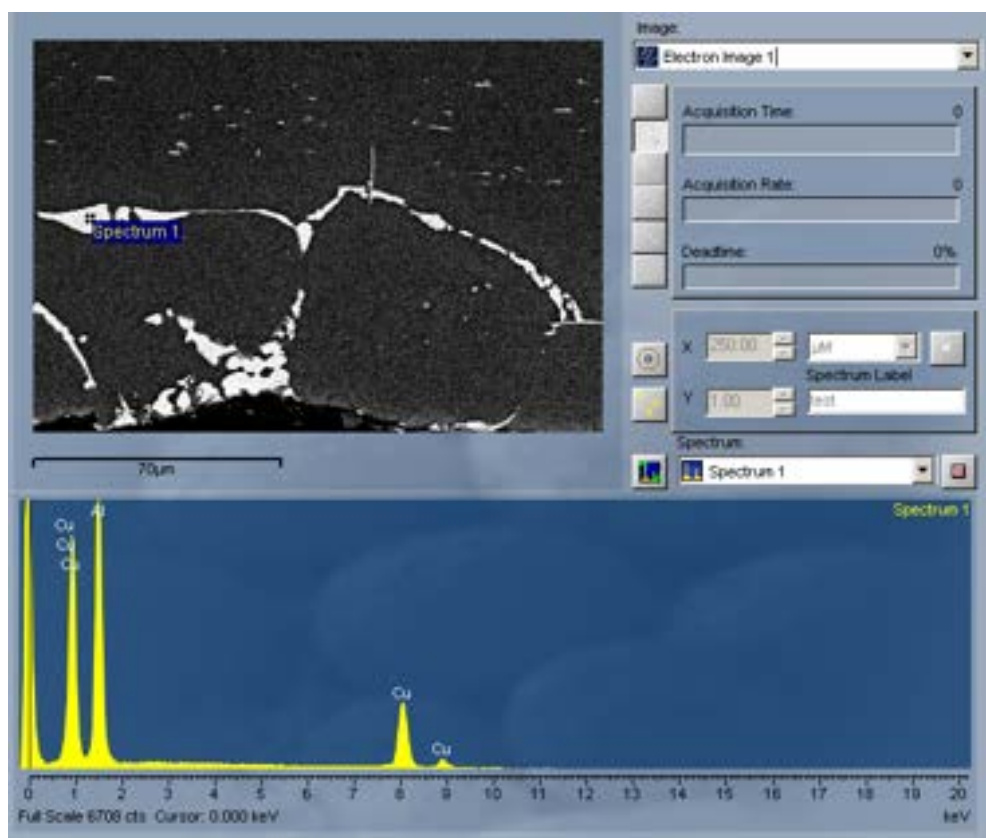 Image:
Electron Image 1
Acquisition Time: 0
Acquisition Rate: 0
Deadtime: 0%
X 250.00 µM
Spectrum Label
Y 1.00 test
Spectrum:
Spectrum 1
Spectrum 1
70µm
Spectrum 1
Cu
Cu
Cu
Al
Cu
Cu
0 1 2 3 4 5 6 7 8 9 10 11 12 13 14 15 16 17 18 19 20
Full Scale 6708 cts Cursor: 0.000 keV
keV